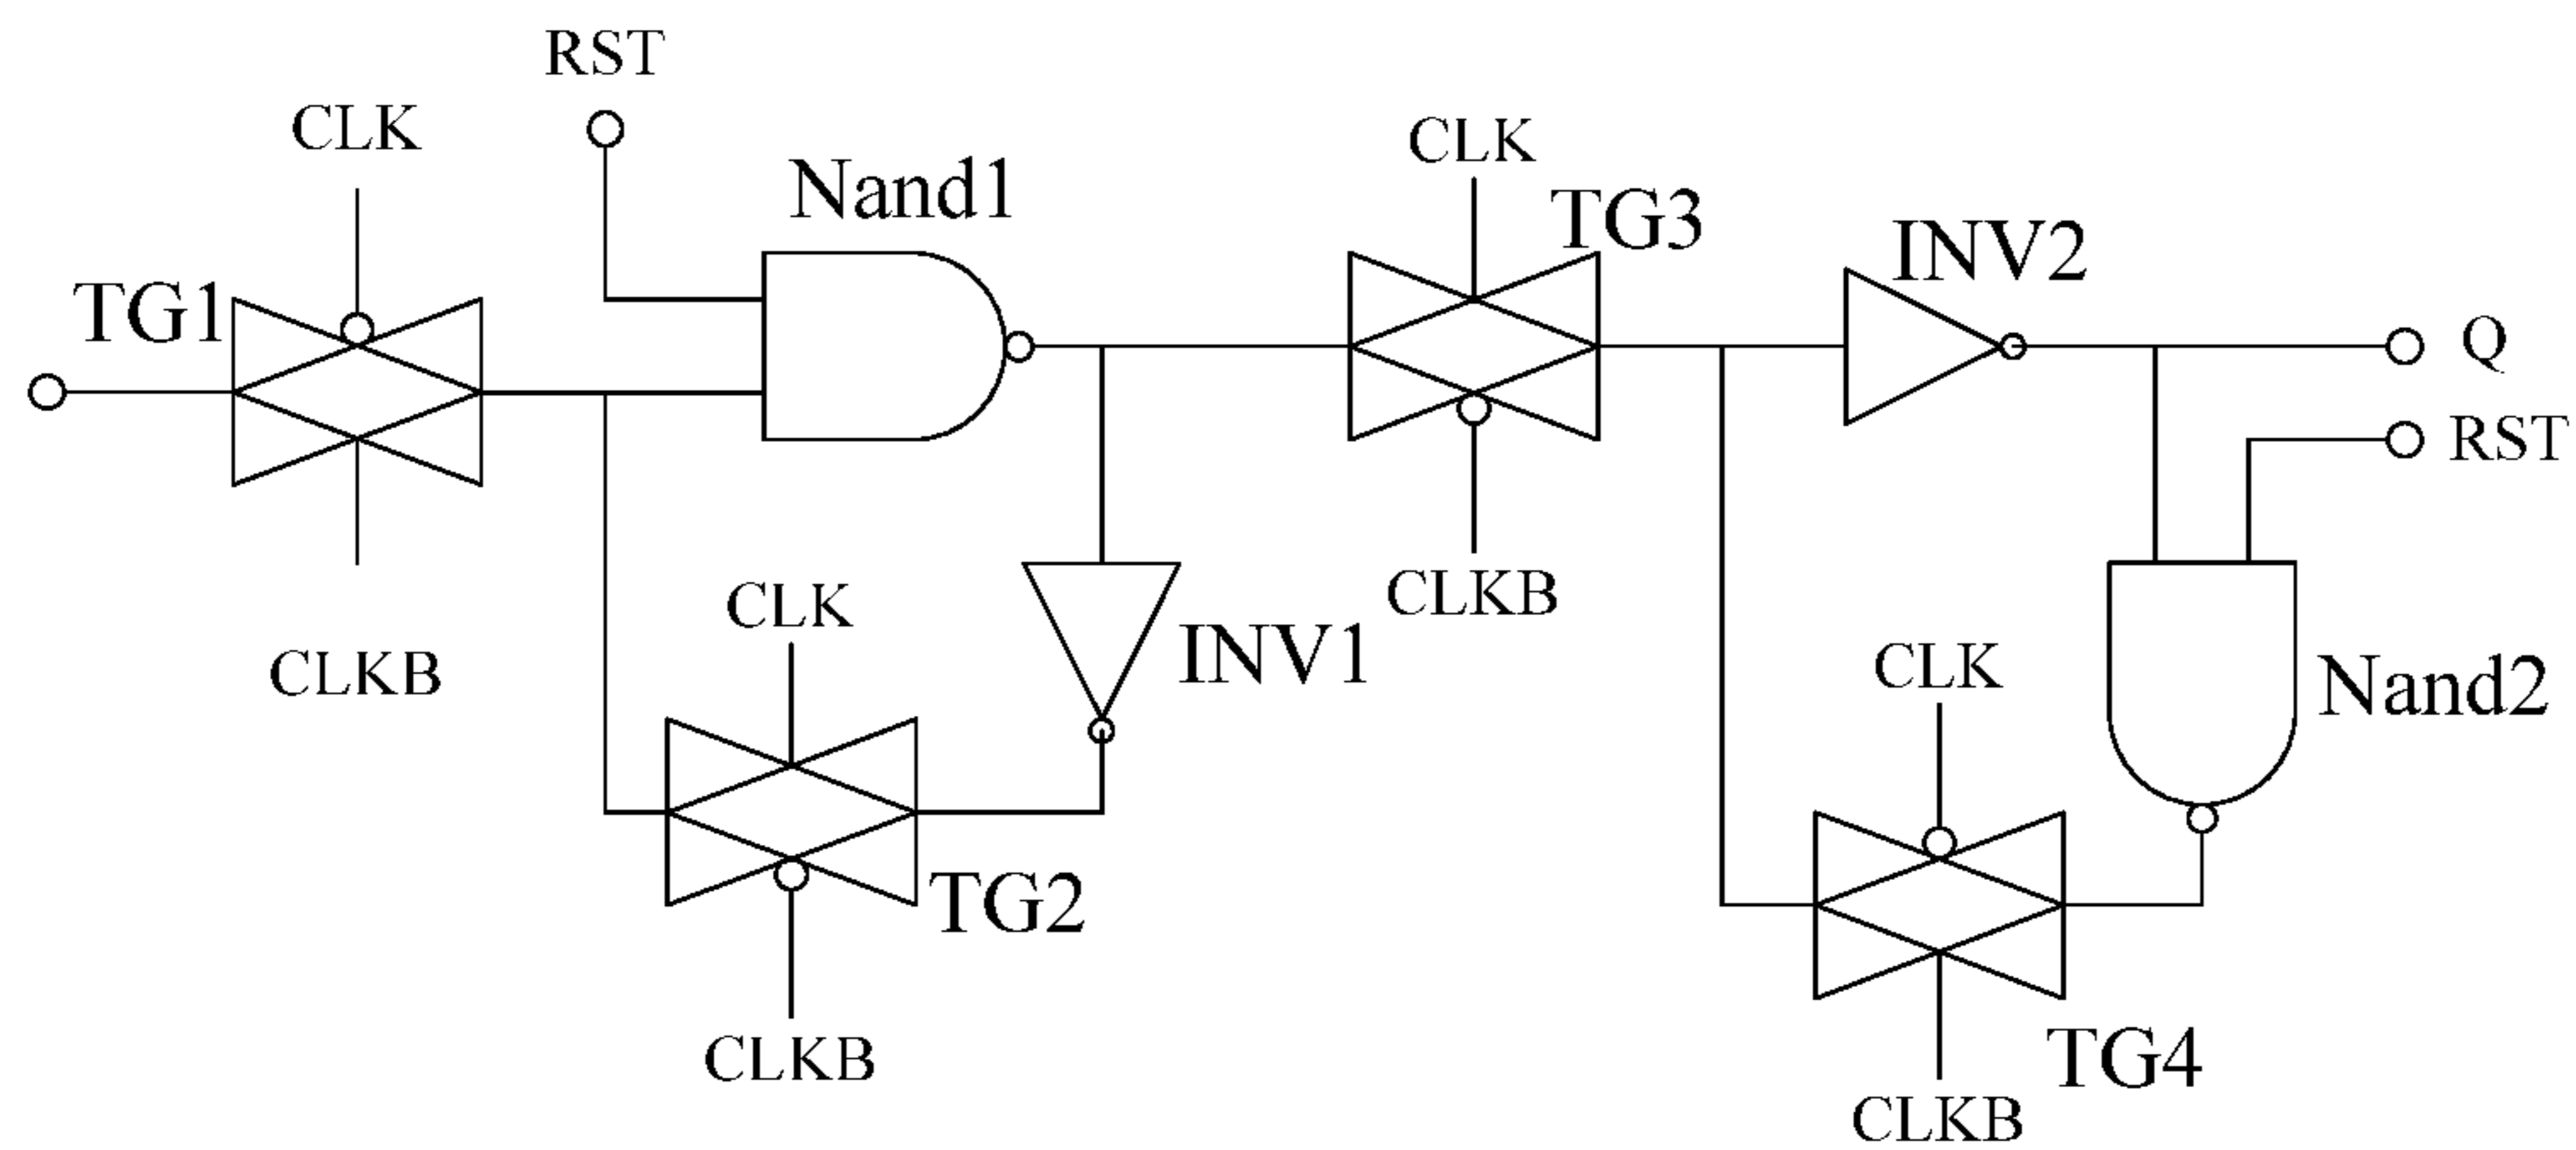 RST
CLK
CLK
Nand1
TG3
TG1
INV2
Q
RST
CLK
CLKB
INV1
CLK
CLKB
Nand2
TG2
CLKB
TG4
CLKB